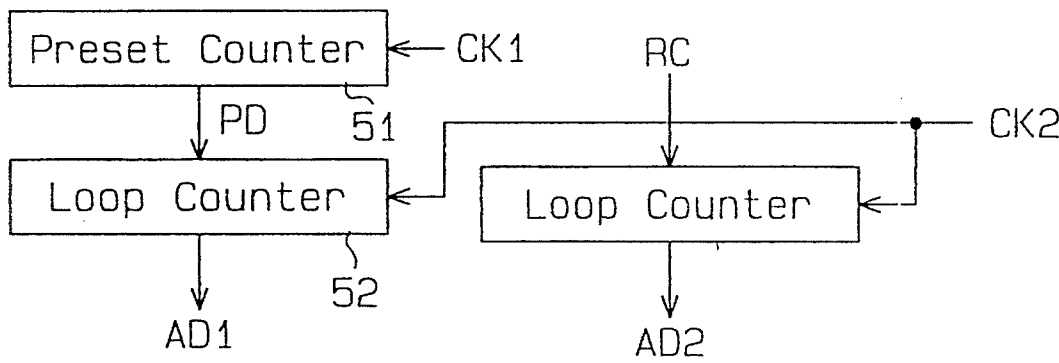 Preset Counter
CK1
RC
PD
51
CK2
Loop Counter
Loop Counter
52
AD1
AD2